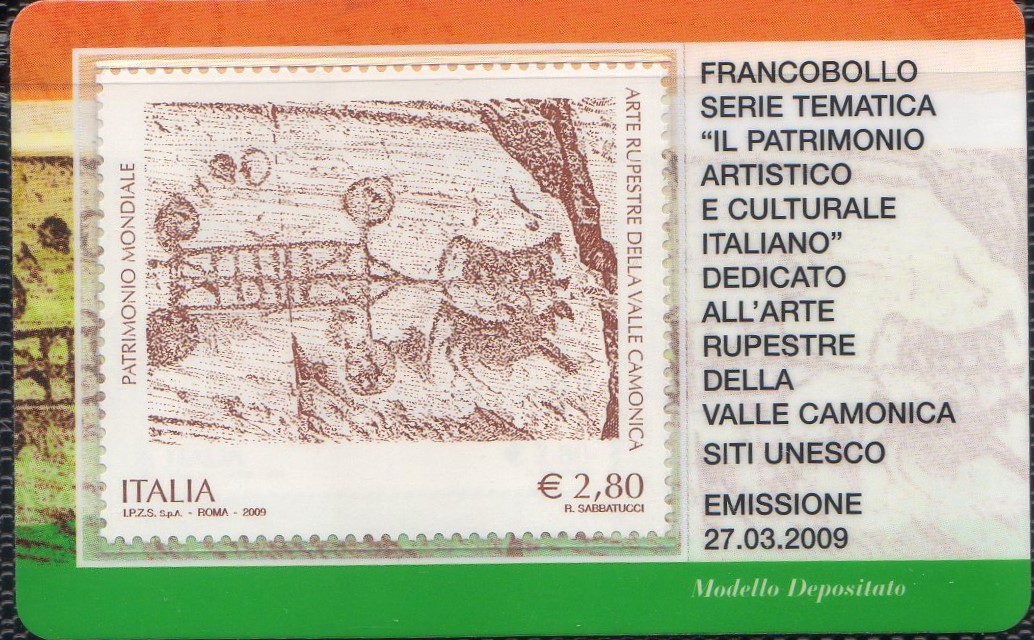 PATRIMONIO MONDIALE
ARTE RUPESTRE DELLA VALLE CAMONICA
ITALIA
I.P.Z.S. S.p.A. - ROMA - 2009
€ 2,80
R. SABBATUCCI
FRANCOBOLLO
SERIE TEMATICA
“IL PATRIMONIO
ARTISTICO
E CULTURALE
ITALIANO”
DEDICATO
ALL’ARTE
RUPESTRE
DELLA
VALLE CAMONICA
SITI UNESCO
EMISSIONE
27.03.2009
Modello Depositato